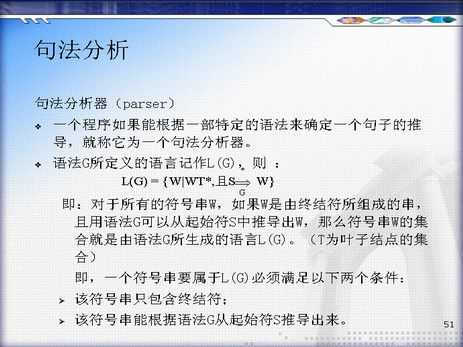 句法分析
句法分析器（parser）
❖ 一个程序如果能根据一部特定的语法来确定一个句子的推
导，就称它为一个句法分析器。
❖ 语法G所定义的语言记作L(G)，则：
*
L(G) = {W|WT*,且S⇒ W}
G
即：对于所有的符号串W，如果W是由终结符所组成的串，
且用语法G可以从起始符S中推导出W，那么符号串W的集
合就是由语法G所生成的语言L(G)。（T为叶子结点的集
合）
即，一个符号串要属于L(G)必须满足以下两个条件：
➢ 该符号串只包含终结符；
➢ 该符号串能根据语法G从起始符S推导出来。
51